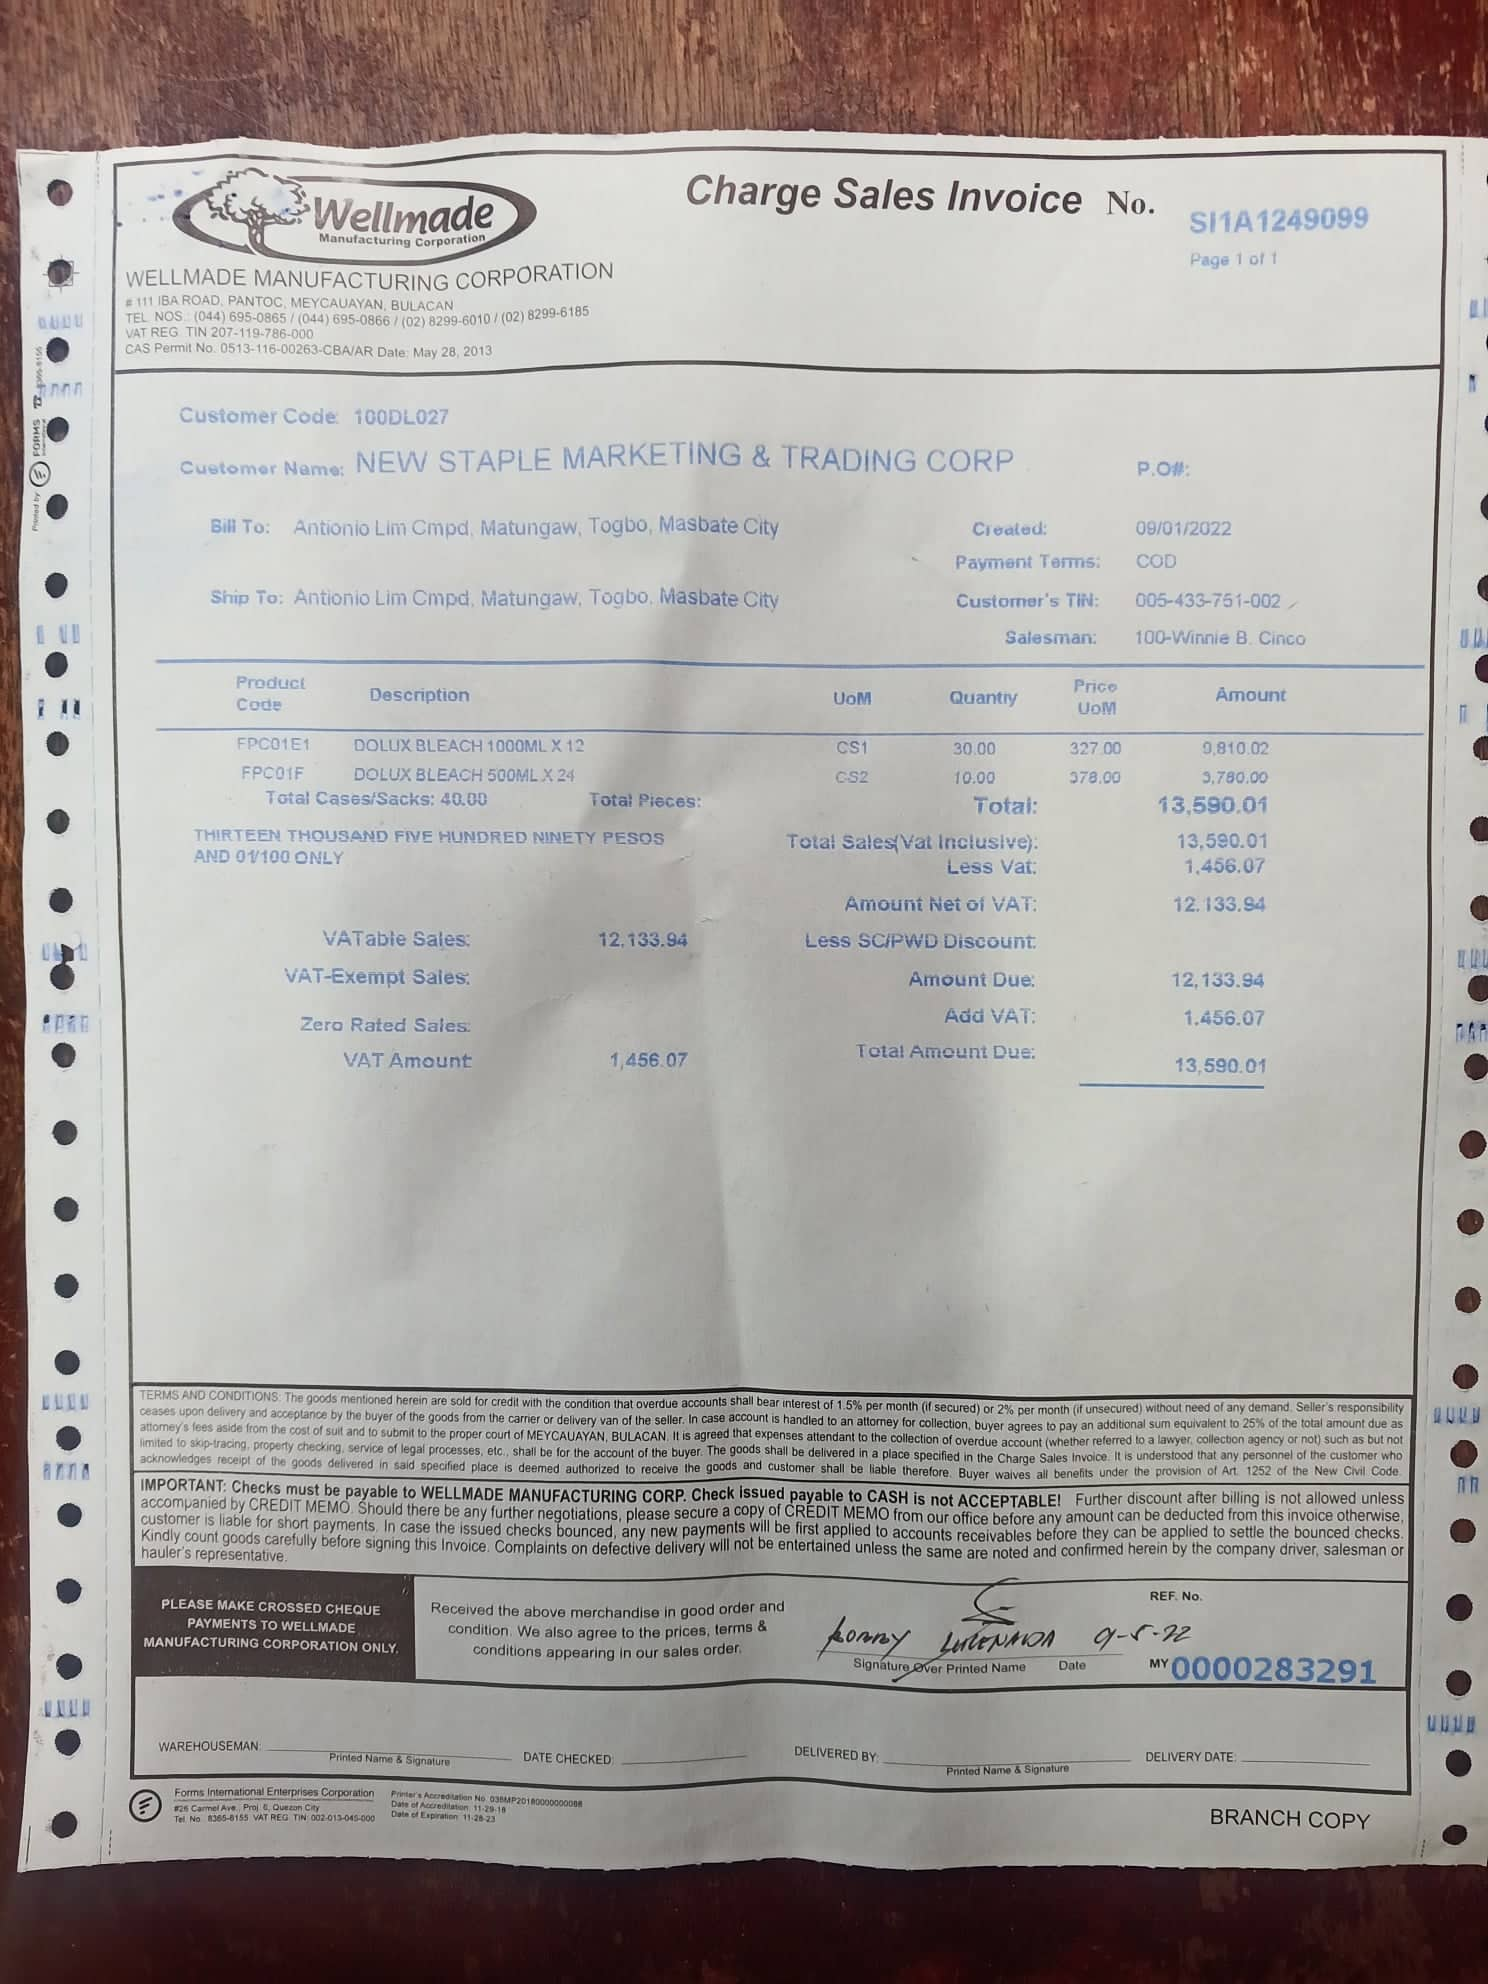 Wellmade
Manufacturing Corporation
Charge Sales Invoice No.
SI1A1249099
Page 1 of 1
WELLMADE MANUFACTURING CORPORATION
# 111 IBA ROAD, PANTOC, MEYCAUAYAN, BULACAN
TEL. NOS.: (044) 695-0865 / (044) 695-0866 / (02) 8299-6010 / (02) 8299-6185
VAT REG. TIN 207-119-786-000
CAS Permit No. 0513-116-00263-CBA/AR Date: May 28, 2013
Customer Code: 100DL027
Customer Name: NEW STAPLE MARKETING & TRADING CORP P.O#:
Bill To: Antionio Lim Cmpd, Matungaw, Togbo, Masbate City Created: 09/01/2022
Payment Terms: COD
Ship To: Antionio Lim Cmpd, Matungaw, Togbo, Masbate City Customer's TIN: 005-433-751-002
Salesman: 100-Winnie B. Cinco
Product Code Description UoM Quantiy Price UoM Amount
FPC01E1 DOLUX BLEACH 1000ML X 12 CS1 30.00 327.00 9,810.02
FPC01F DOLUX BLEACH 500ML X 24 CS2 10.00 378.00 3,780.00
Total Cases/Sacks: 40.00 Total Pieces: Total: 13,590.01
THIRTEEN THOUSAND FIVE HUNDRED NINETY PESOS
AND 01/100 ONLY
Total Sales(Vat Inclusive): 13,590.01
Less Vat: 1,456.07
Amount Net of VAT: 12,133.94
VATable Sales: 12,133.94 Less SC/PWD Discount:
VAT-Exempt Sales: Amount Due: 12,133.94
Zero Rated Sales: Add VAT: 1,456.07
VAT Amount 1,456.07 Total Amount Due: 13,590.01
TERMS AND CONDITIONS: The goods mentioned herein are sold for credit with the condition that overdue accounts shall bear interest of 1.5% per month (if secured) or 2% per month (if unsecured) without need of any demand. Seller's responsibility
ceases upon delivery and acceptance by the buyer of the goods from the carrier or delivery van of the seller. In case account is handled to an attorney for collection, buyer agrees to pay an additional sum equivalent to 25% of the total amount due as
attorney's fees aside from the cost of suit and to submit to the proper court of MEYCAUAYAN, BULACAN. It is agreed that expenses attendant to the collection of overdue account (whether referred to a lawyer, collection agency or not) such as but not
limited to skip-tracing, property checking, service of legal processes, etc., shall be for the account of the buyer. The goods shall be delivered in a place specified in the Charge Sales Invoice. It is understood that any personnel of the customer who
acknowledges receipt of the goods delivered in said specified place is deemed authorized to receive the goods and customer shall be liable therefore. Buyer waives all benefits under the provision of Art. 1252 of the New Civil Code.
IMPORTANT: Checks must be payable to WELLMADE MANUFACTURING CORP. Check issued payable to CASH is not ACCEPTABLE! Further discount after billing is not allowed unless
accompanied by CREDIT MEMO. Should there be any further negotiations, please secure a copy of CREDIT MEMO from our office before any amount can be deducted from this invoice otherwise,
customer is liable for short payments. In case the issued checks bounced, any new payments will be first applied to accounts receivables before they can be applied to settle the bounced checks.
Kindly count goods carefully before signing this Invoice. Complaints on defective delivery will not be entertained unless the same are noted and confirmed herein by the company driver, salesman or
hauler's representative.
PLEASE MAKE CROSSED CHEQUE
PAYMENTS TO WELLMADE
MANUFACTURING CORPORATION ONLY.
Received the above merchandise in good order and
condition. We also agree to the prices, terms &
conditions appearing in our sales order.
9-5-22
Signature Over Printed Name Date
REF. No.
MY 0000283291
WAREHOUSEMAN: DATE CHECKED: DELIVERED BY: DELIVERY DATE:
Printed Name & Signature Printed Name & Signature
Forms International Enterprises Corporation
#26 Carmel Ave., Proj. 6, Quezon City
Tel. No. 8365-8155 VAT REG. TIN: 002-013-045-000
Printer's Accreditation No. 038MP20180000000088
Date of Accreditation: 11-29-18
Date of Expiration: 11-28-23
BRANCH COPY